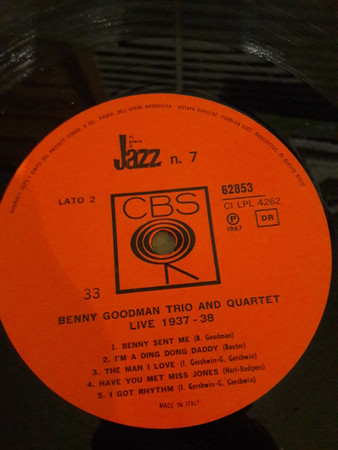 Jazz n. 7
LATO 2
CBS
62853
CI LPL 4262
P
DR
1967
33
BENNY GOODMAN TRIO AND QUARTET
LIVE 1937 - 38
1. BENNY SENT ME (B. Goodman)
2. I'M A DING DONG DADDY (Baxter)
3. THE MAN I LOVE (I. Gershwin-G. Gershwin)
4. HAVE YOU MET MISS JONES (Hart-Rodgers)
5. I GOT RHYTHM (I. Gershwin-G. Gershwin)
MADE IN ITALY